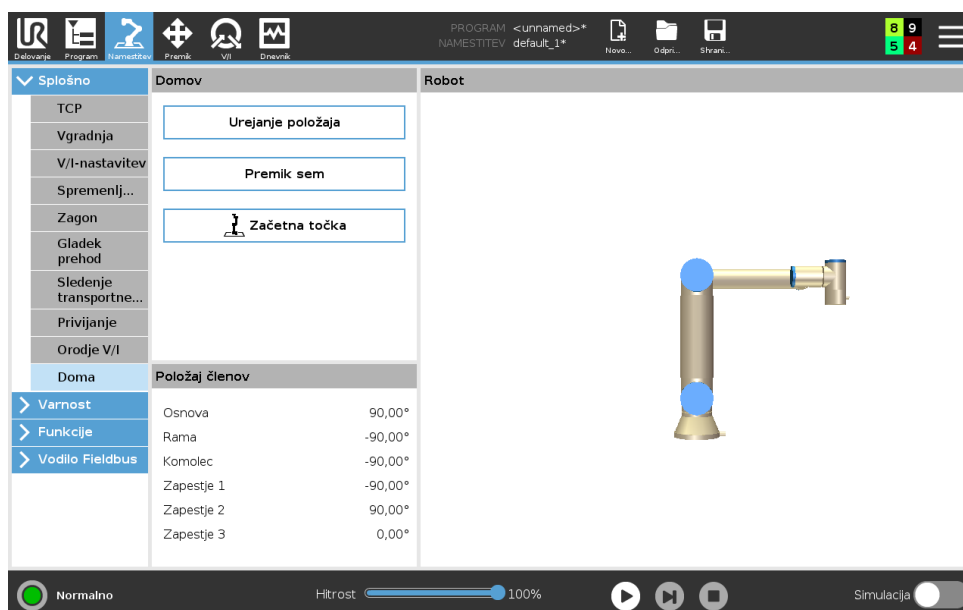 UR
PROGRAM <unnamed>*
NAMESTITEV default_1*
Delovanje Program Namestitev Premik V/I Dnevnik Novo... Odpri... Shrani...
8 9
5 4
Splošno
TCP
Vgradnja
V/I-nastavitev
Spremenlj...
Zagon
Gladek
prehod
Sledenje
transportne...
Privijanje
Orodje V/I
Doma
Varnost
Funkcije
Vodilo Fieldbus
Domov
Urejanje položaja
Premik sem
Začetna točka
Položaj členov
Osnova 90,00°
Rama -90,00°
Komolec -90,00°
Zapestje 1 -90,00°
Zapestje 2 90,00°
Zapestje 3 0,00°
Robot
Normalno Hitrost 100% Simulacija